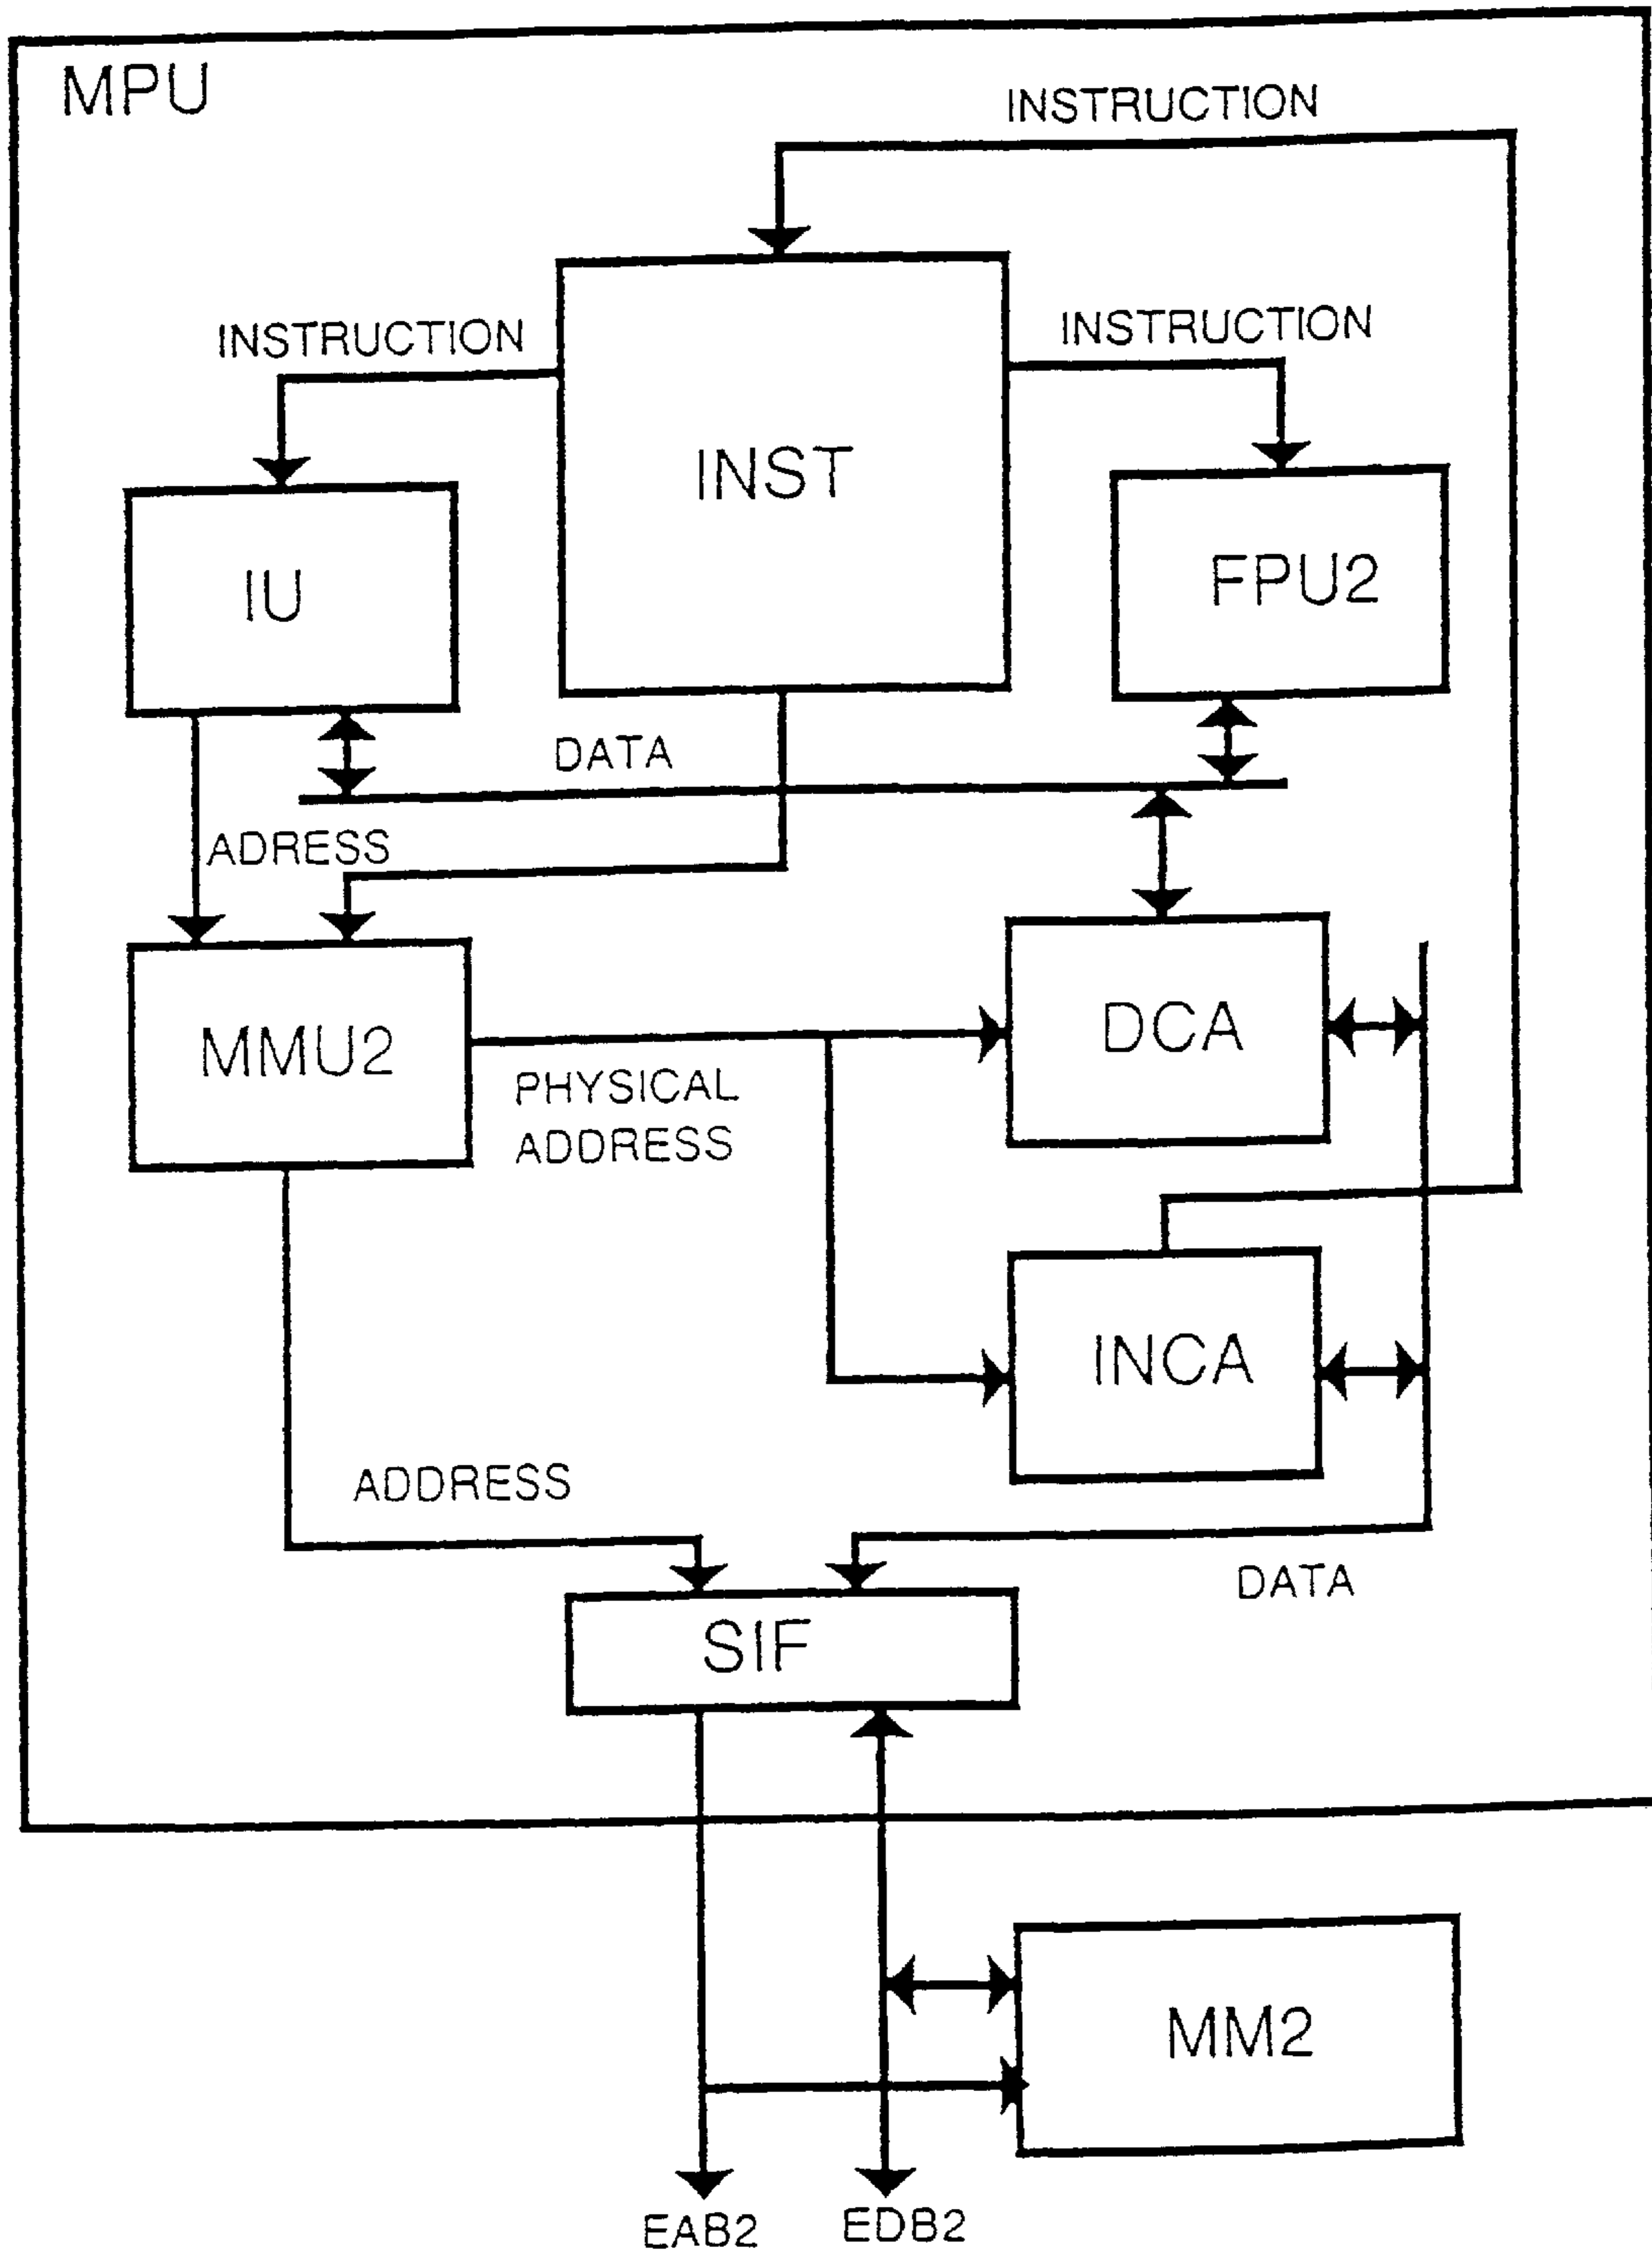 MPU
INSTRUCTION
INSTRUCTION
INSTRUCTION
INST
IU
FPU2
DATA
ADRESS
MMU2
DCA
PHYSICAL
ADDRESS
INCA
ADDRESS
DATA
SIF
MM2
EAB2
EDB2